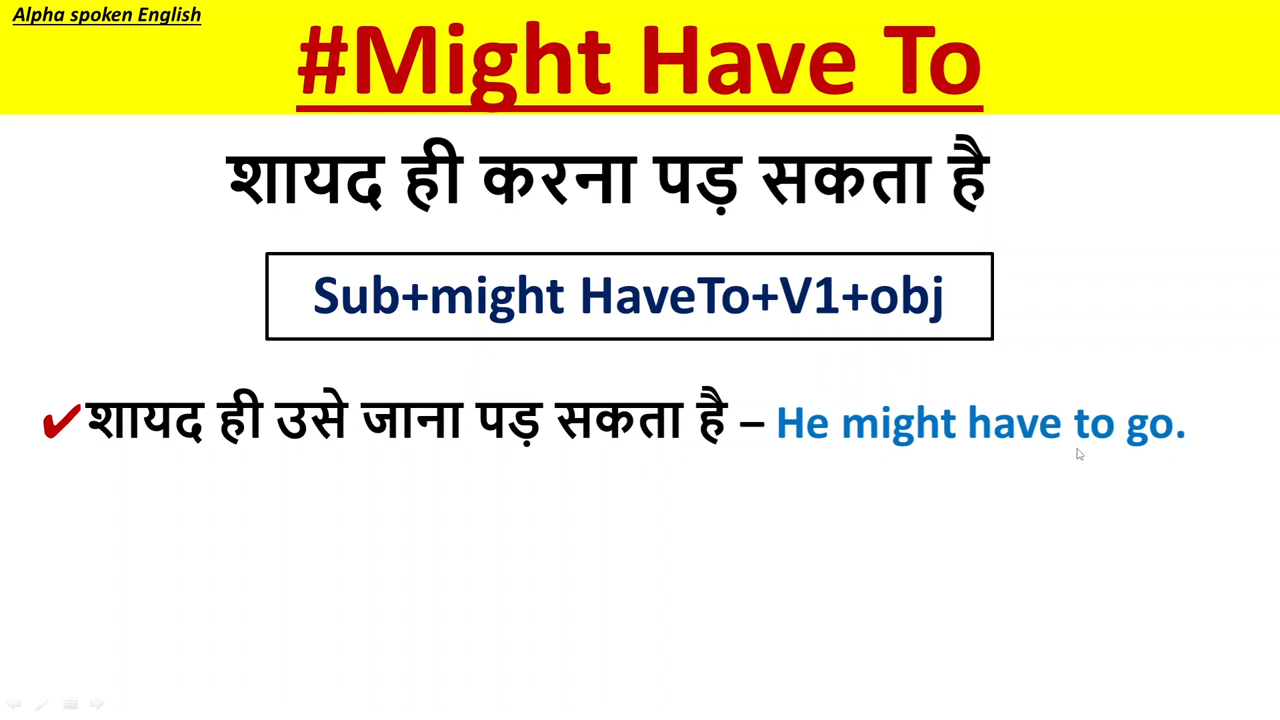 Alpha spoken English
#Might Have To
शायद ही करना पड़ सकता है
Sub+might HaveTo+V1+obj
✔शायद ही उसे जाना पड़ सकता है – He might have to go.